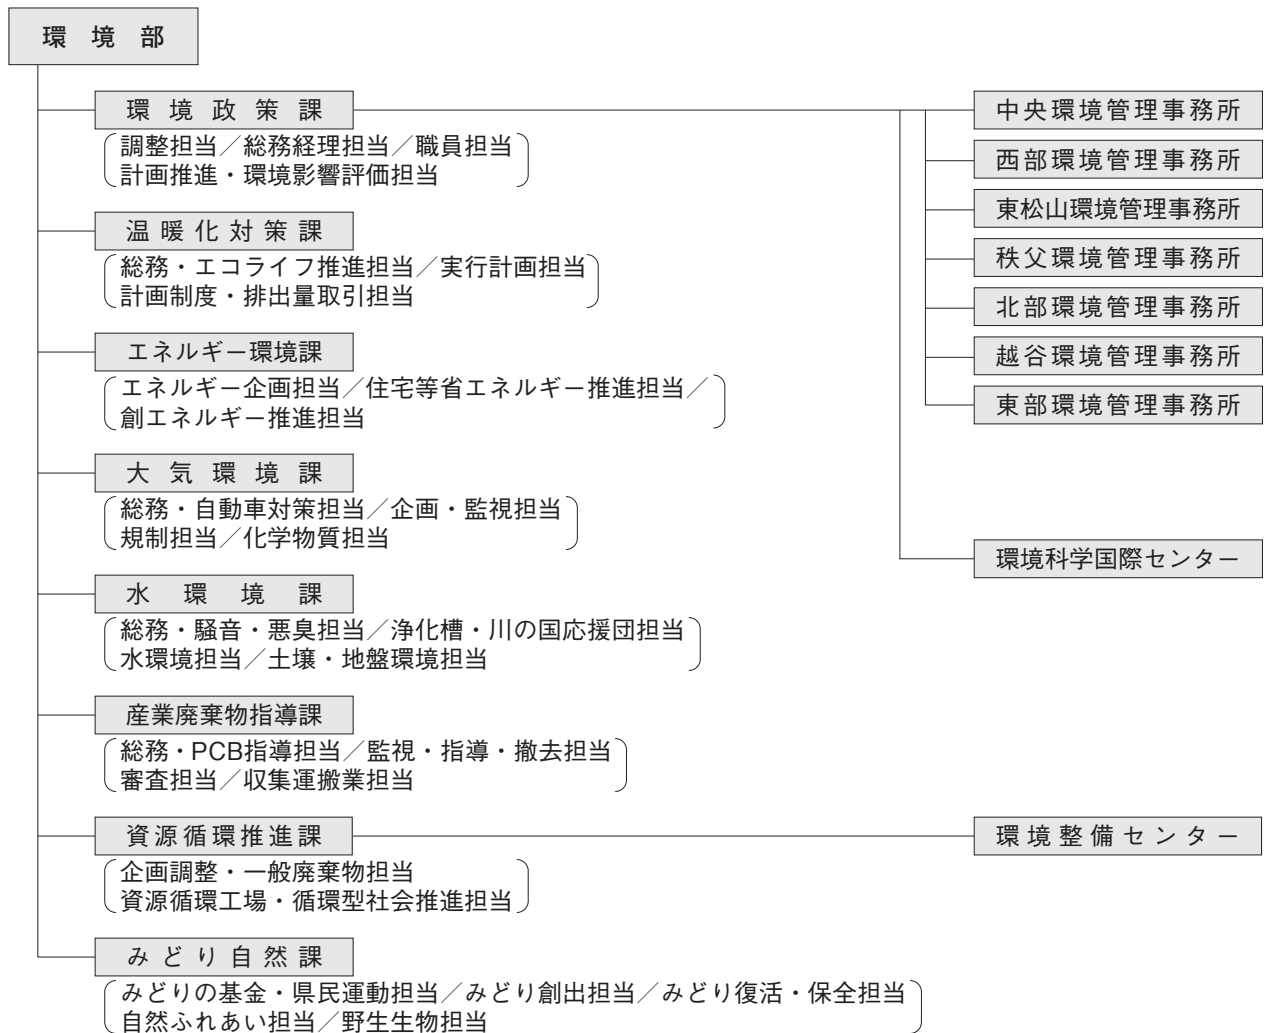 環境部
環境政策課
調整担当／総務経理担当／職員担当
計画推進・環境影響評価担当
温暖化対策課
総務・エコライフ推進担当／実行計画担当
計画制度・排出量取引担当
エネルギー環境課
エネルギー企画担当／住宅等省エネルギー推進担当／
創エネルギー推進担当
大気環境課
総務・自動車対策担当／企画・監視担当
規制担当／化学物質担当
水環境課
総務・騒音・悪臭担当／浄化槽・川の国応援団担当
水環境担当／土壌・地盤環境担当
産業廃棄物指導課
総務・PCB指導担当／監視・指導・撤去担当
審査担当／収集運搬業担当
資源循環推進課
企画調整・一般廃棄物担当
資源循環工場・循環型社会推進担当
みどり自然課
みどりの基金・県民運動担当／みどり創出担当／みどり復活・保全担当
自然ふれあい担当／野生生物担当
中央環境管理事務所
西部環境管理事務所
東松山環境管理事務所
秩父環境管理事務所
北部環境管理事務所
越谷環境管理事務所
東部環境管理事務所
環境科学国際センター
環境整備センター